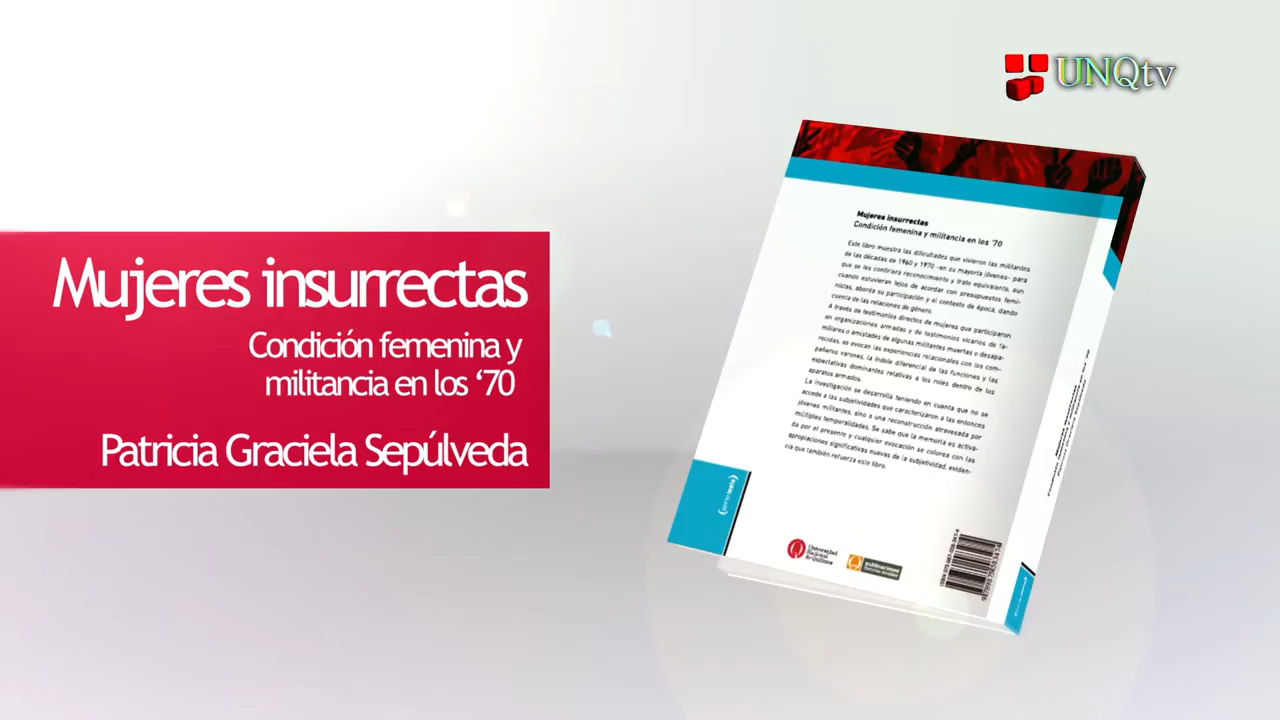 UNQtv
Mujeres insurrectas
Condición femenina y
militancia en los ‘70
Patricia Graciela Sepúlveda
Mujeres insurrectas
Condición femenina y militancia en los ’70
Este libro muestra las dificultades que vivieron las militantes
de las décadas de 1960 y 1970 –en su mayoría jóvenes– para
que se les confiriera reconocimiento y trato equivalente, aun
cuando estuvieran lejos de acordar con presupuestos femi-
nistas, aborda su participación y el contexto de época, dando
cuenta de las relaciones de género.
A través de testimonios directos de mujeres que participaron
en organizaciones armadas y de testimonios vicarios de fa-
miliares o amistades de algunas militantes muertas o desapa-
recidas, se evocan las experiencias relacionales con los com-
pañeros varones, la índole diferencial de las funciones y las
expectativas dominantes relativas a los roles dentro de los
aparatos armados.
La investigación se desarrolla teniendo en cuenta que no se
accede a las subjetividades que caracterizaron a las entonces
jóvenes militantes, sino a una reconstrucción atravesada por
múltiples temporalidades. Se sabe que la memoria es activa-
da por el presente y cualquier evocación se colorea con las
apropiaciones significativas nuevas de la subjetividad, eviden-
cia que también refuerza este libro.
(serie tesis)
Universidad
Nacional
de Quilmes
publicaciones
ciencias sociales